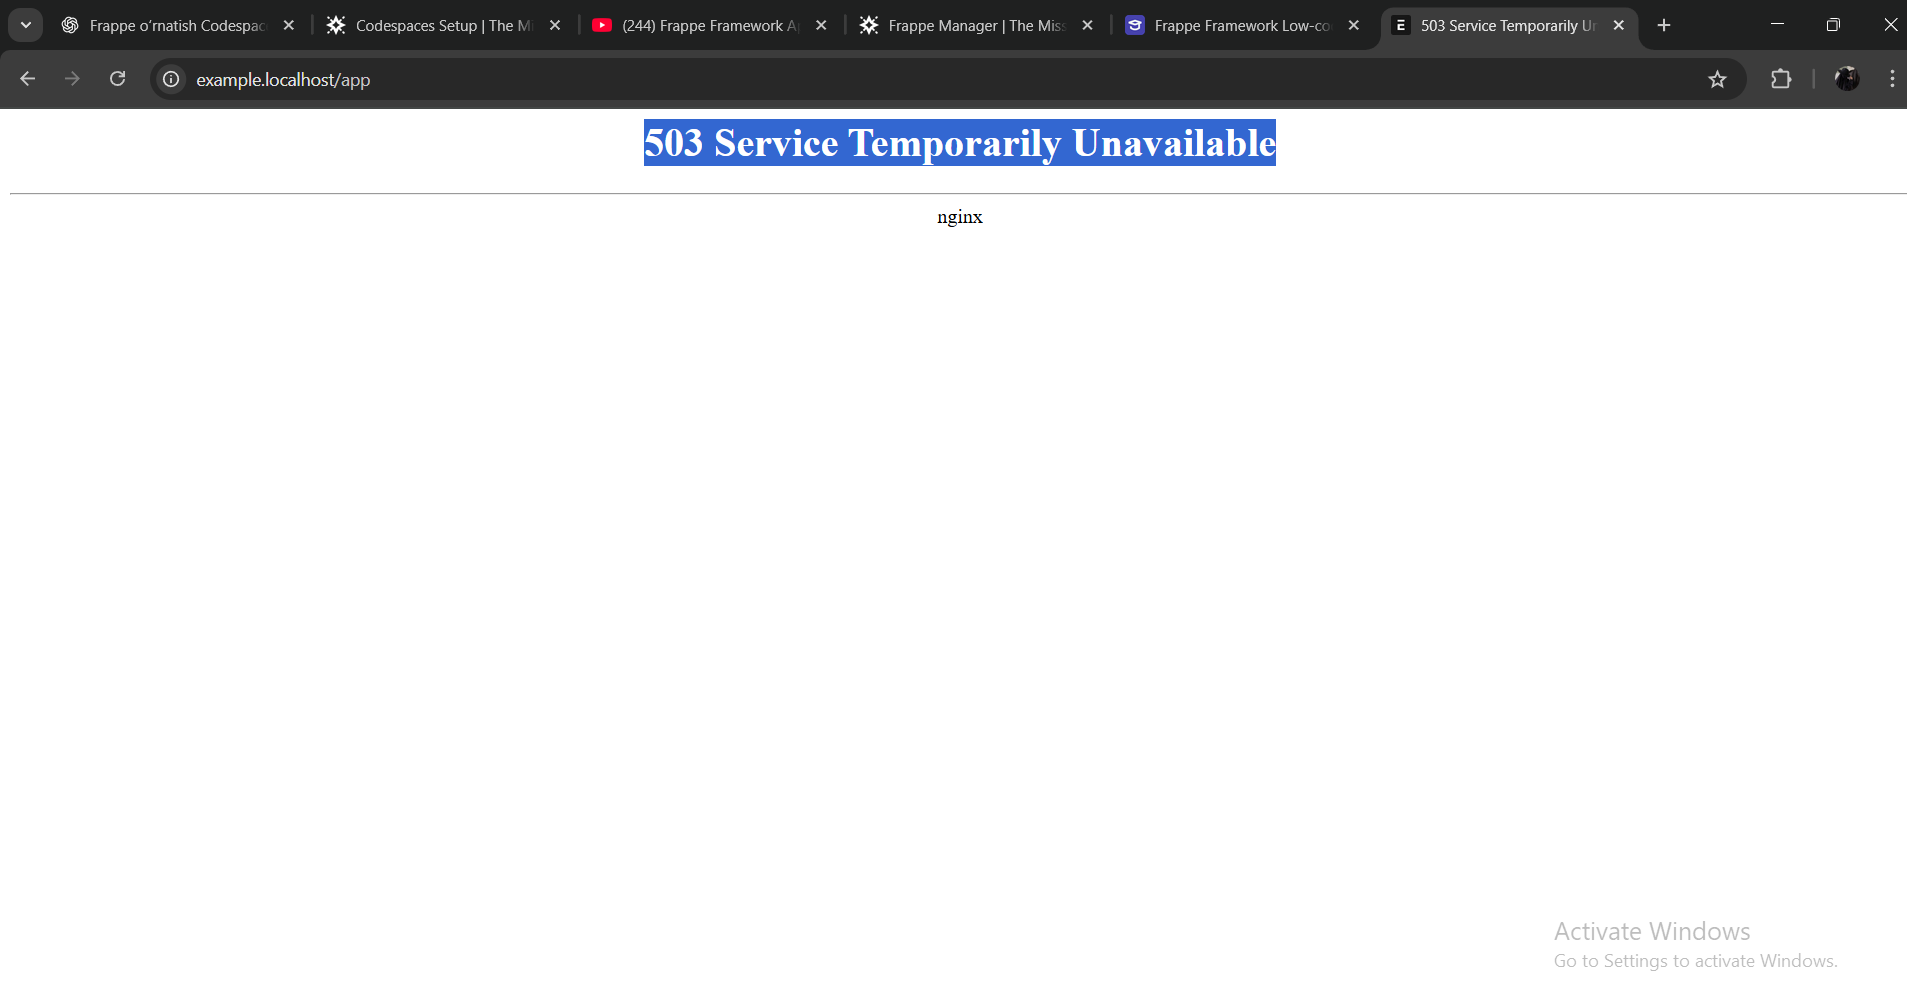 Frappe o‘rnatish Codespac
Codespaces Setup | The Mi
(244) Frappe Framework A
Frappe Manager | The Miss
Frappe Framework Low-co
503 Service Temporarily Un
example.localhost/app
503 Service Temporarily Unavailable
nginx
Activate Windows
Go to Settings to activate Windows.